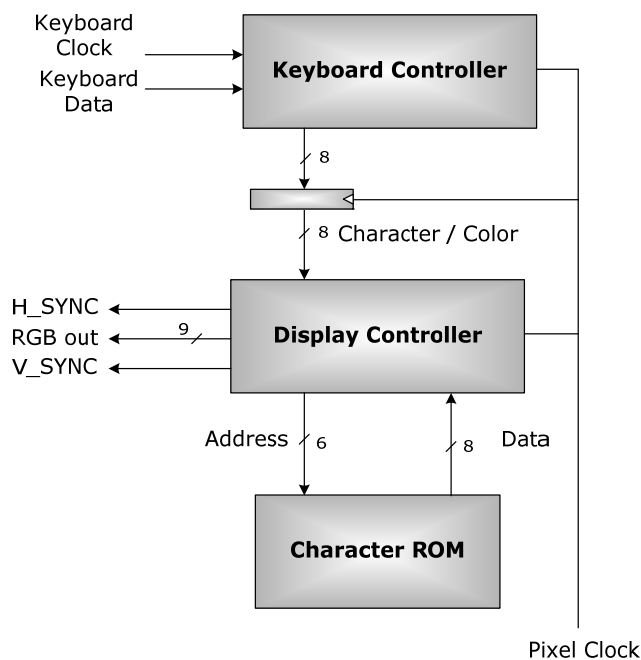 Keyboard
Clock
Keyboard
Data
Keyboard Controller
8
8 Character / Color
H_SYNC
RGB out
9
V_SYNC
Display Controller
Address 6
8 Data
Character ROM
Pixel Clock